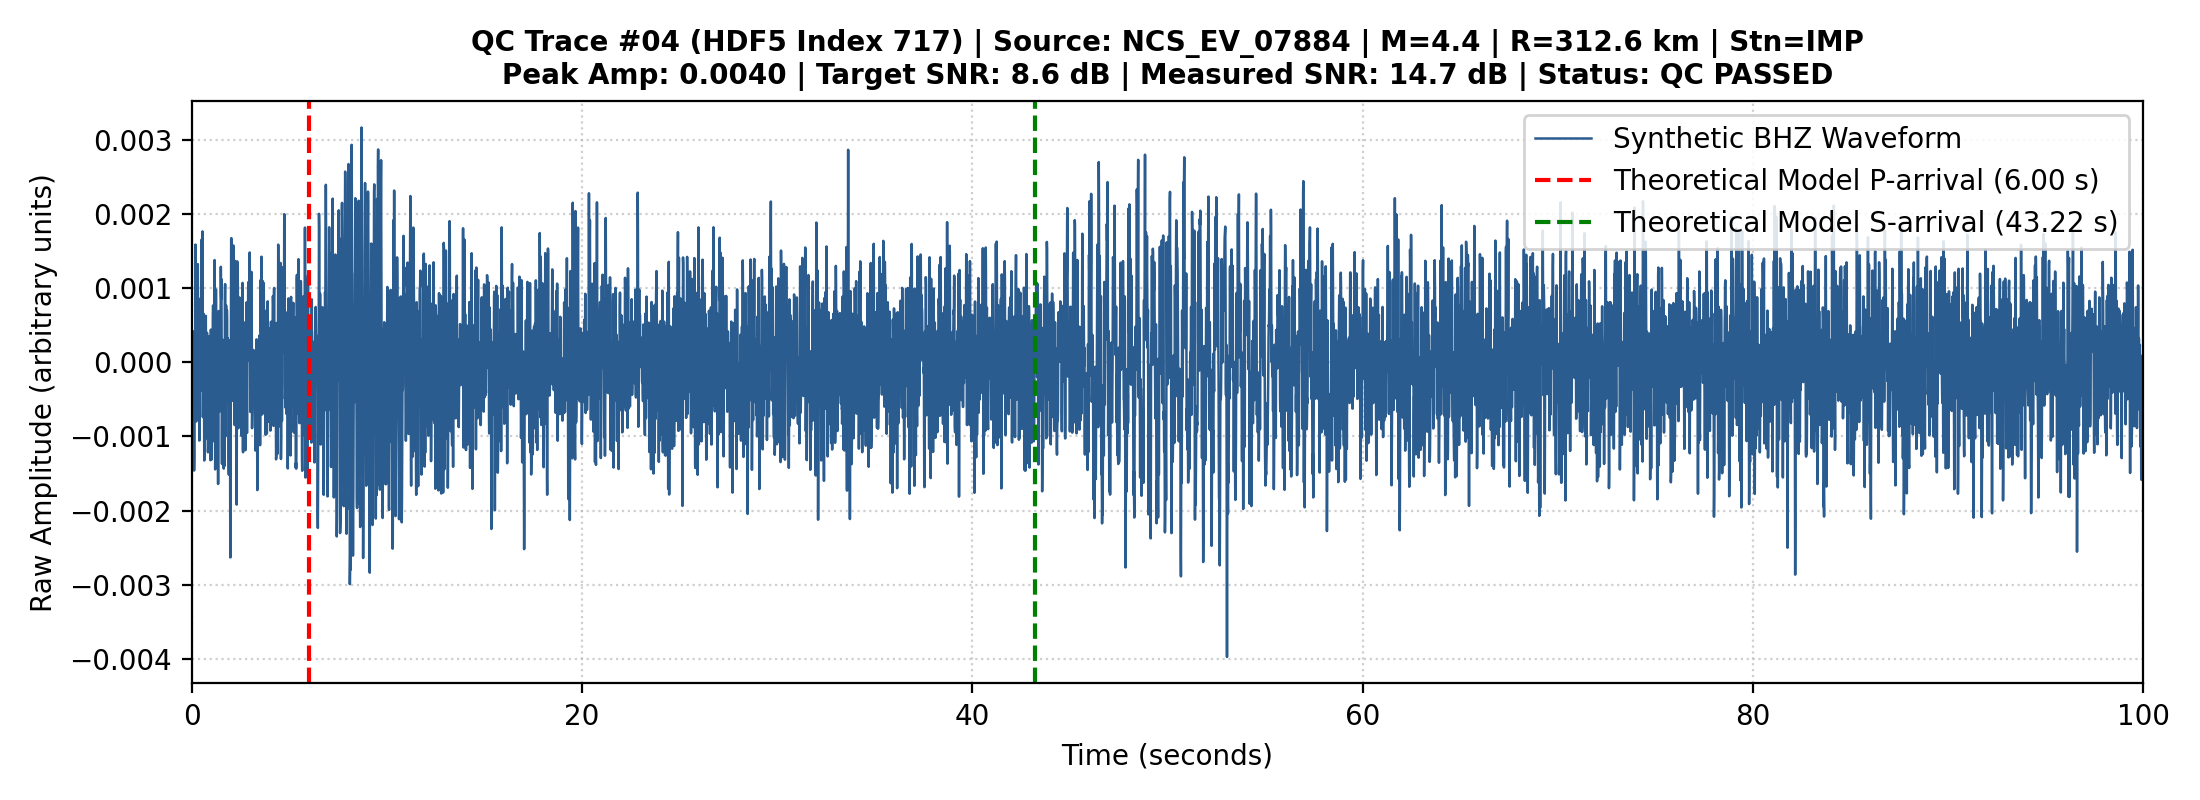 QC Trace #04 (HDF5 Index 717) | Source: NCS_EV_07884 | M=4.4 | R=312.6 km | Stn=IMP
Peak Amp: 0.0040 | Target SNR: 8.6 dB | Measured SNR: 14.7 dB | Status: QC PASSED
Raw Amplitude (arbitrary units)
0.003
0.002
0.001
0.000
−0.001
−0.002
−0.003
−0.004
Synthetic BHZ Waveform
Theoretical Model P-arrival (6.00 s)
Theoretical Model S-arrival (43.22 s)
0 20 40 60 80 100
Time (seconds)